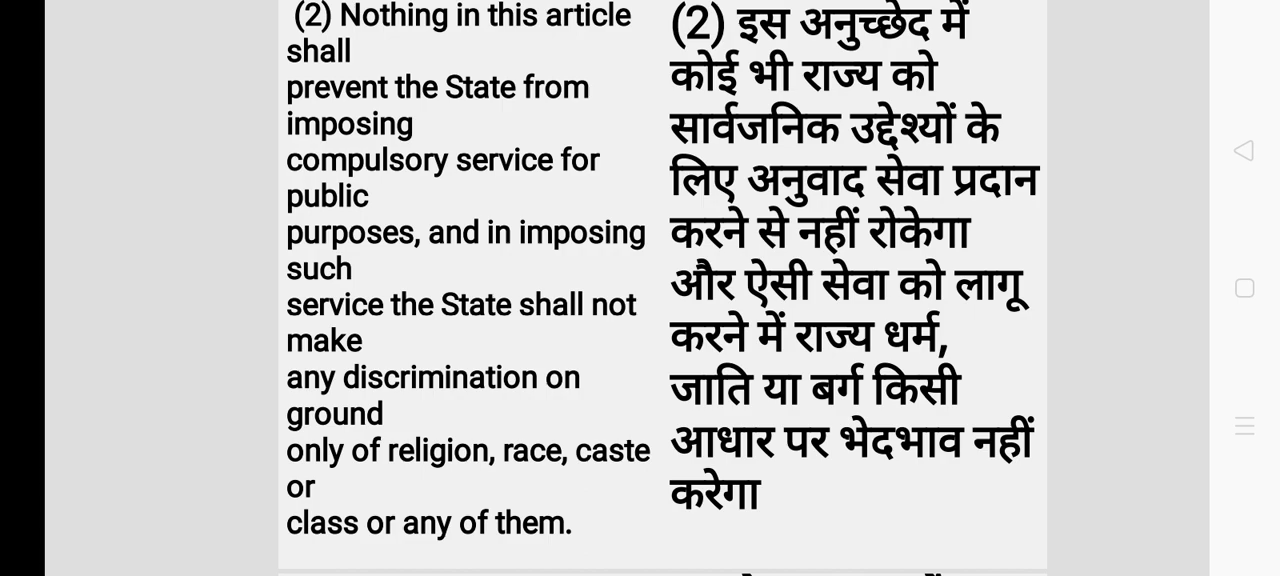 (2) Nothing in this article
shall
prevent the State from
imposing
compulsory service for
public
purposes, and in imposing
such
service the State shall not
make
any discrimination on
ground
only of religion, race, caste
or
class or any of them.
(2) इस अनुच्छेद में
कोई भी राज्य को
सार्वजनिक उद्देश्यों के
लिए अनुवाद सेवा प्रदान
करने से नहीं रोकेगा
और ऐसी सेवा को लागू
करने में राज्य धर्म,
जाति या बर्ग किसी
आधार पर भेदभाव नहीं
करेगा